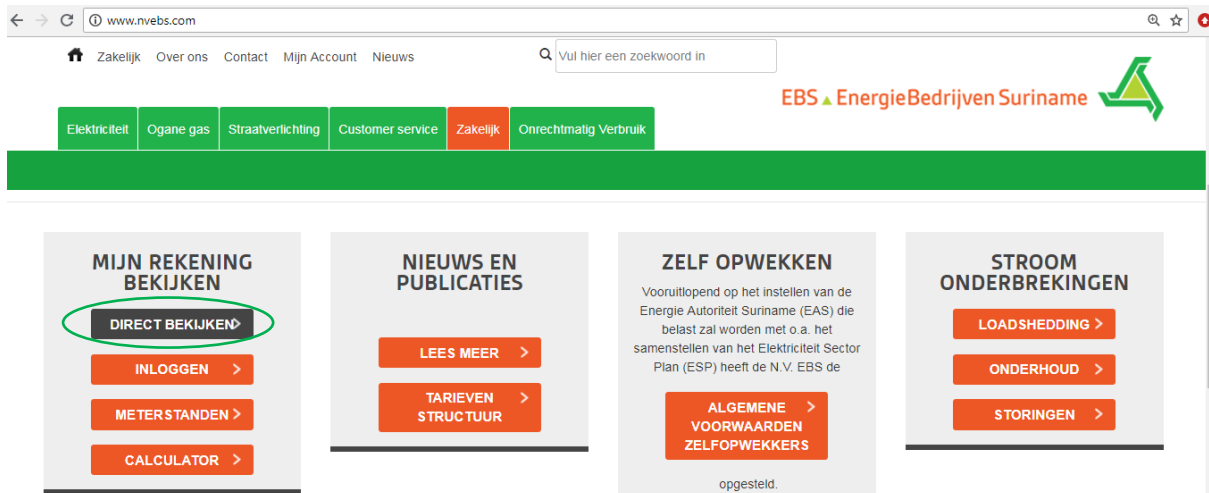 www.nvebs.com
Zakelijk Over ons Contact Mijn Account Nieuws
Vul hier een zoekwoord in
EBS EnergieBedrijven Suriname
Elektriciteit Ogane gas Straatverlichting Customer service Zakelijk Onrechtmatig Verbruik
MIJN REKENING
BEKIJKEN
DIRECT BEKIJKEN
INLOGGEN
METERSTANDEN
CALCULATOR
NIEUWS EN
PUBLICATIES
LEES MEER
TARIEVEN
STRUCTUUR
ZELF OPWEKKEN
Vooruitlopend op het instellen van de
Energie Autoriteit Suriname (EAS) die
belast zal worden met o.a. het
samenstellen van het Elektriciteit Sector
Plan (ESP) heeft de N.V. EBS de
ALGEMENE
VOORWAARDEN
ZELFOPWEKKERS
opgesteld.
STROOM
ONDERBREKINGEN
LOADSHEDDING
ONDERHOUD
STORINGEN